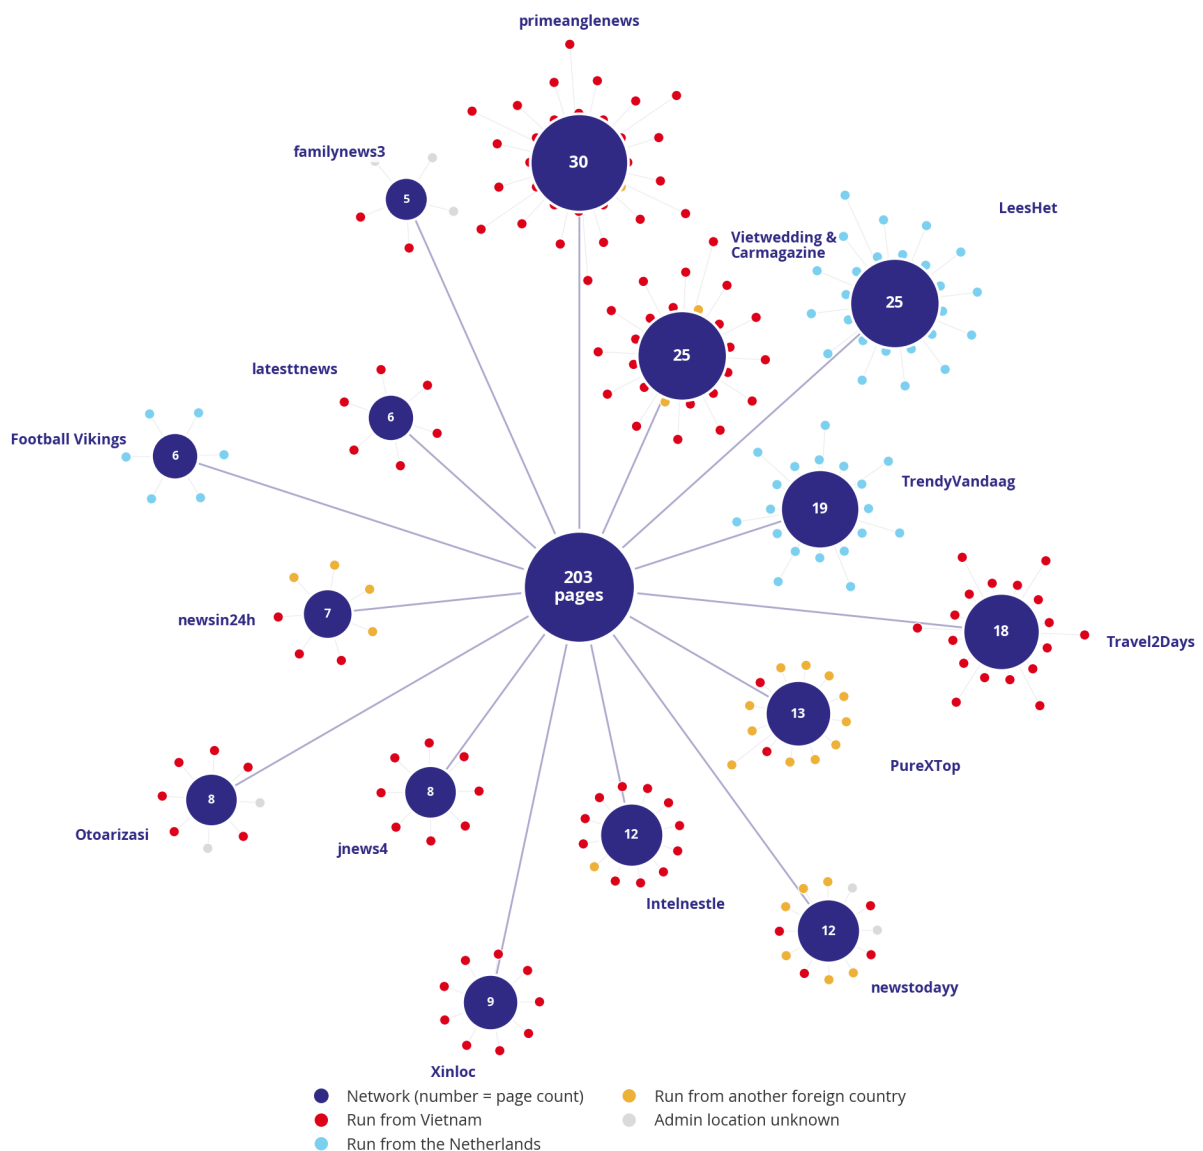 primeanglenews
30
familynews3
5
LeesHet
25
Vietwedding &
Carmagazine
25
latesttnews
6
Football Vikings
6
TrendyVandaag
19
203
pages
newsin24h
7
18
Travel2Days
13
PureXTop
Otoarizasi
8
jnews4
8
12
Intelnestle
12
newstodayy
9
Xinloc
Network (number = page count)
Run from Vietnam
Run from the Netherlands
Run from another foreign country
Admin location unknown